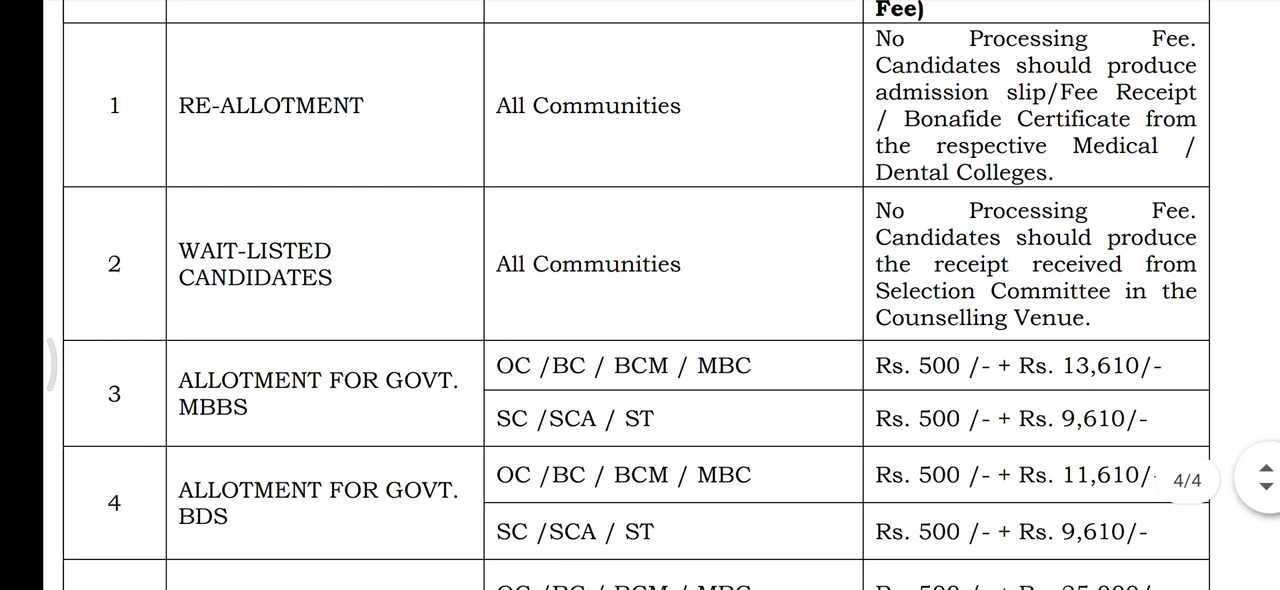 Fee)
1
RE-ALLOTMENT
All Communities
No Processing Fee.
Candidates should produce
admission slip/Fee Receipt
/ Bonafide Certificate from
the respective Medical /
Dental Colleges.
2
WAIT-LISTED
CANDIDATES
All Communities
No Processing Fee.
Candidates should produce
the receipt received from
Selection Committee in the
Counselling Venue.
3
ALLOTMENT FOR GOVT.
MBBS
OC /BC / BCM / MBC
Rs. 500 /- + Rs. 13,610/-
SC /SCA / ST
Rs. 500 /- + Rs. 9,610/-
4
ALLOTMENT FOR GOVT.
BDS
OC /BC / BCM / MBC
Rs. 500 /- + Rs. 11,610/-
4/4
SC /SCA / ST
Rs. 500 /- + Rs. 9,610/-